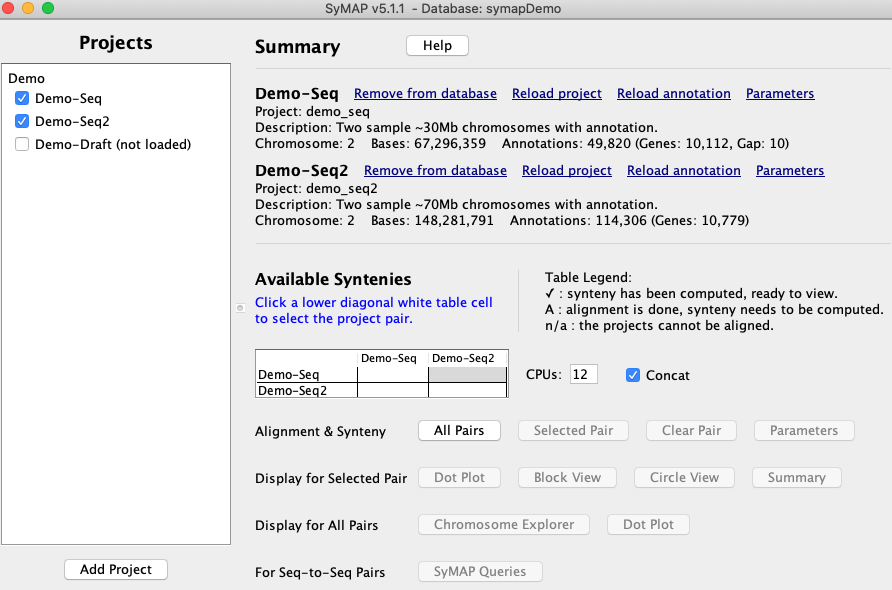 SyMAP v5.1.1 - Database: symapDemo
Projects
Demo
Demo-Seq
Demo-Seq2
Demo-Draft (not loaded)
Add Project
Summary Help
Demo-Seq Remove from database Reload project Reload annotation Parameters
Project: demo_seq
Description: Two sample ~30Mb chromosomes with annotation.
Chromosome: 2 Bases: 67,296,359 Annotations: 49,820 (Genes: 10,112, Gap: 10)
Demo-Seq2 Remove from database Reload project Reload annotation Parameters
Project: demo_seq2
Description: Two sample ~70Mb chromosomes with annotation.
Chromosome: 2 Bases: 148,281,791 Annotations: 114,306 (Genes: 10,779)
Available Syntenies
Click a lower diagonal white table cell
to select the project pair.
Table Legend:
✓ : synteny has been computed, ready to view.
A : alignment is done, synteny needs to be computed.
n/a : the projects cannot be aligned.
Demo-Seq Demo-Seq2
Demo-Seq
Demo-Seq2
CPUs: 12 Concat
Alignment & Synteny All Pairs Selected Pair Clear Pair Parameters
Display for Selected Pair Dot Plot Block View Circle View Summary
Display for All Pairs Chromosome Explorer Dot Plot
For Seq-to-Seq Pairs SyMAP Queries